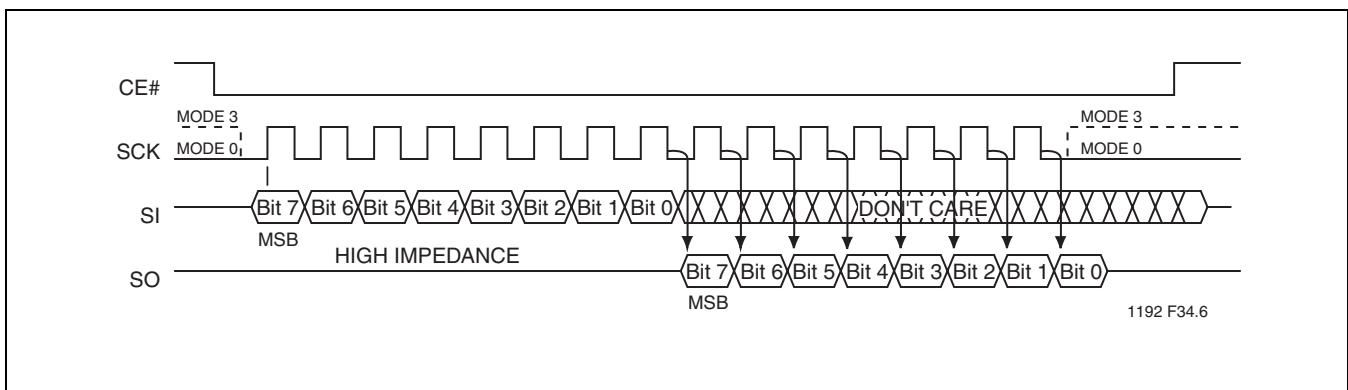 CE#
MODE 3
MODE 3
SCK
MODE 0
MODE 0
SI
Bit 7 Bit 6 Bit 5 Bit 4 Bit 3 Bit 2 Bit 1 Bit 0
DON'T CARE
MSB
HIGH IMPEDANCE
SO
Bit 7 Bit 6 Bit 5 Bit 4 Bit 3 Bit 2 Bit 1 Bit 0
MSB
1192 F34.6